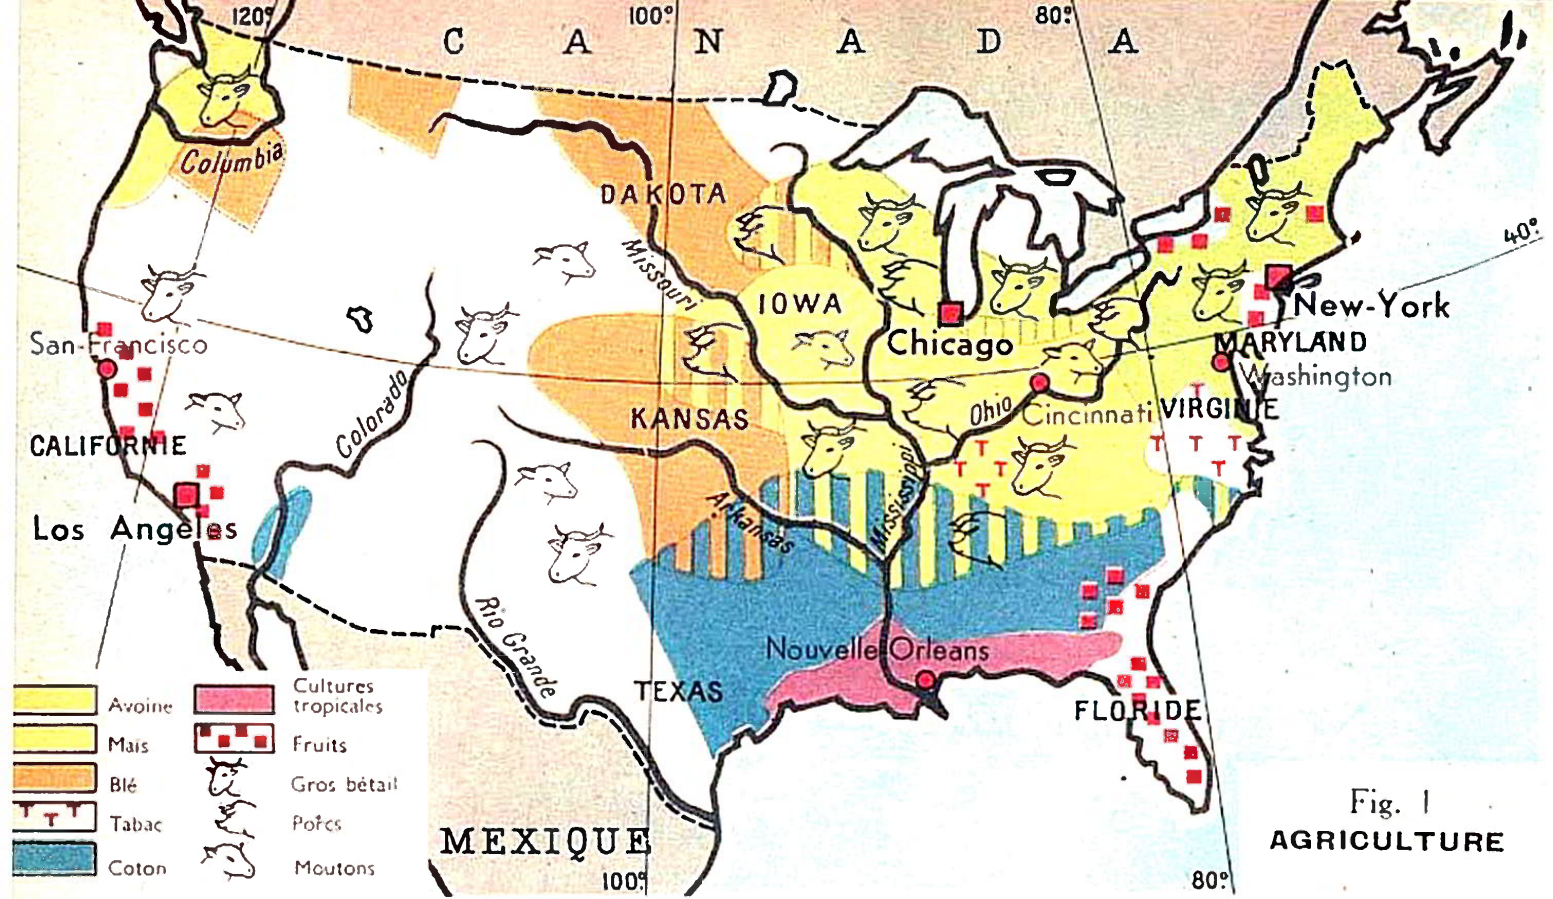 120°
100°
80°
C A N A D A
Columbia
DAKOTA
Missouri
40°
IOWA
New-York
San-Francisco
Chicago
MARYLAND
Washington
Colorado
KANSAS
Ohio
Cincinnati
VIRGINIE
CALIFORNIE
Mississipi
Arkansas
Los Angeles
Rio Grande
Nouvelle Orleans
TEXAS
FLORIDE
Avoine
Maïs
Blé
Tabac
Coton
Cultures
tropicales
Fruits
Gros bétail
Porcs
Moutons
MEXIQUE
100°
80°
Fig. 1
AGRICULTURE